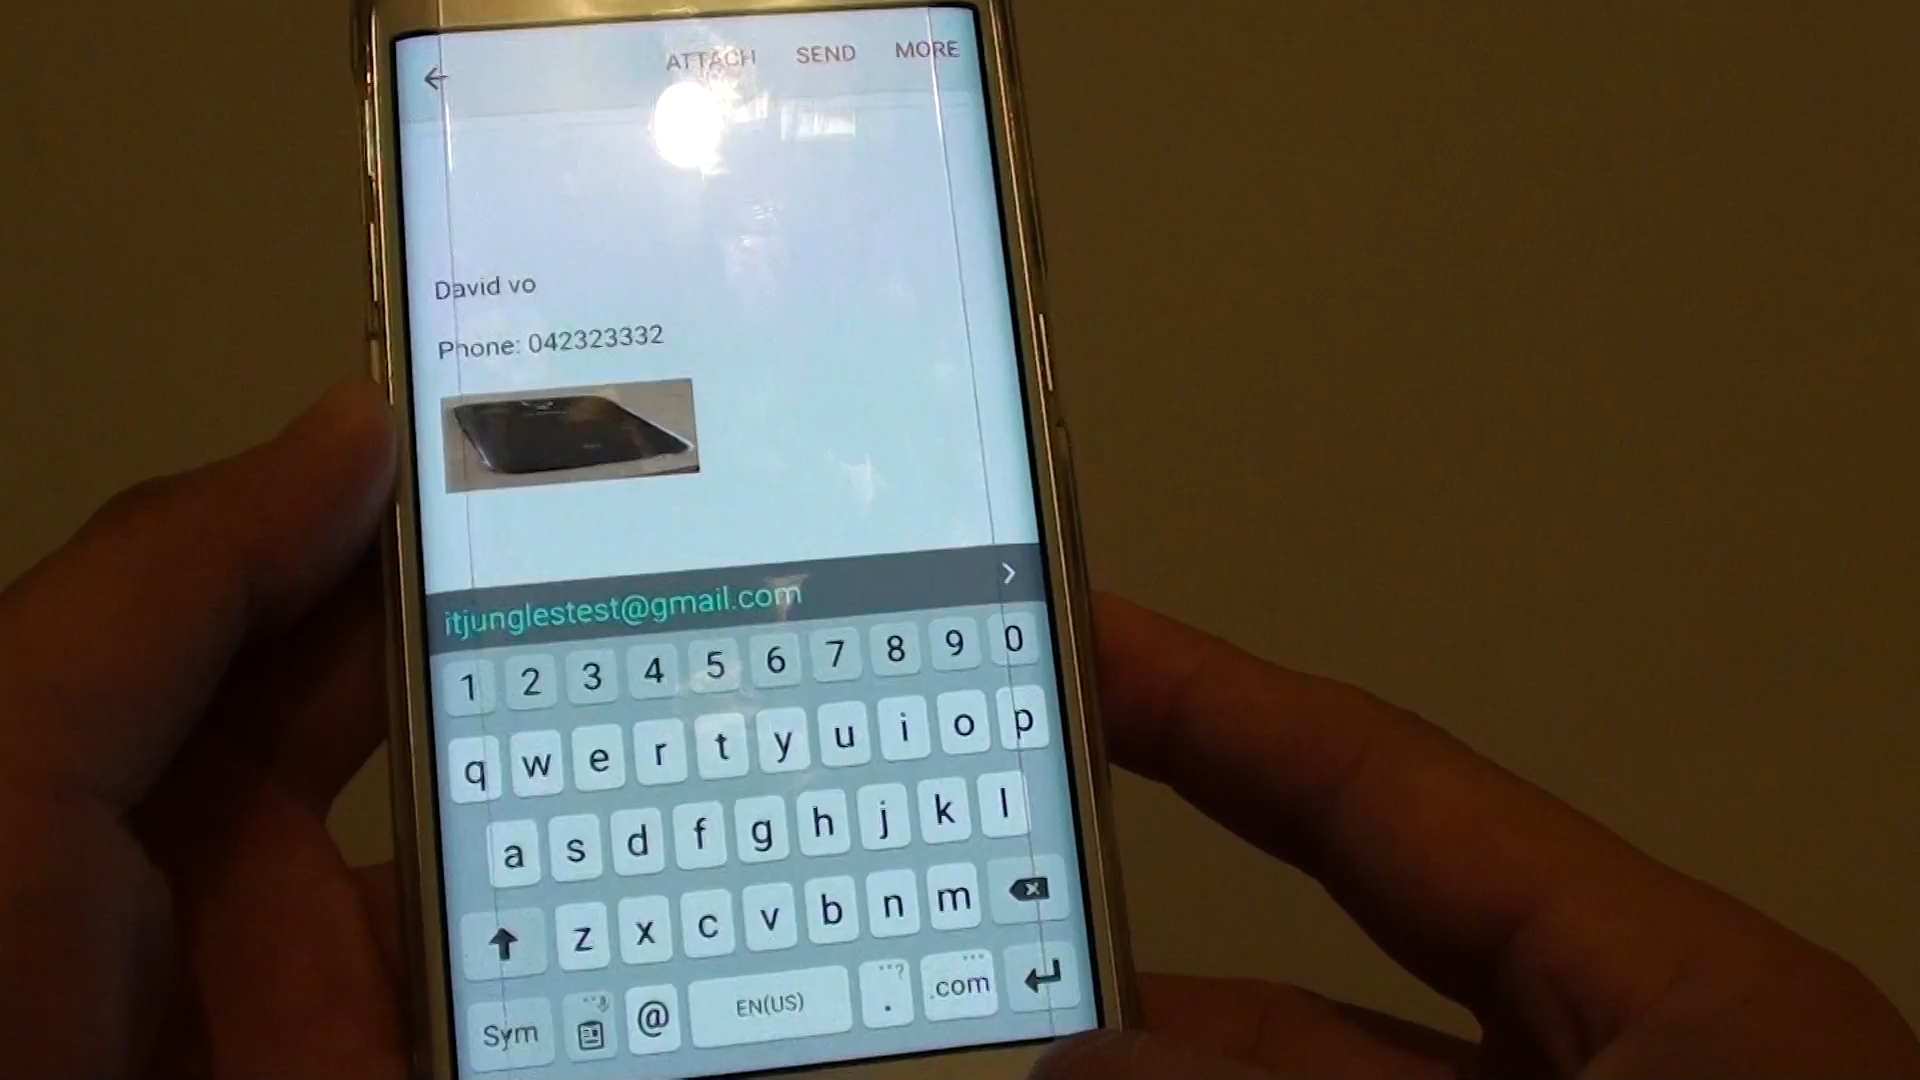 ATTACH SEND MORE
David vo
Phone: 042323332
itjunglestest@gmail.com
1 2 3 4 5 6 7 8 9 0
q w e r t y u i o p
a s d f g h j k l
z x c v b n m
Sym @ EN(US) . .com